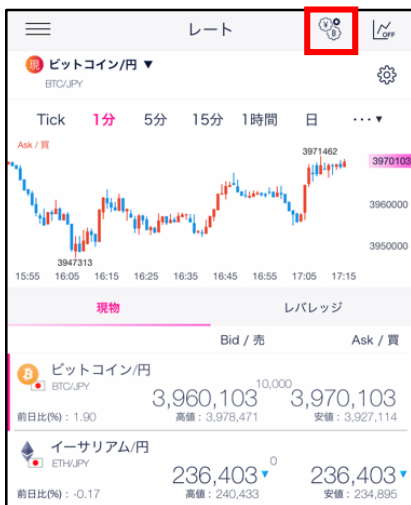 レート
OFF
現 ビットコイン/円 ▼
BTC/JPY
Tick 1分 5分 15分 1時間 日 ・・・▼
Ask / 買
3971462
3970103
3960000
3950000
3947313
15:55 16:05 16:15 16:25 16:35 16:45 16:55 17:05 17:15
現物 レバレッジ
Bid / 売 Ask / 買
ビットコイン/円
BTC/JPY
3,960,103 10,000 3,970,103
前日比(%) : 1.90 高値 : 3,978,471 安値 : 3,927,114
イーサリアム/円
ETH/JPY
236,403▼ 0 236,403▼
前日比(%) : -0.17 高値 : 240,433 安値 : 234,895